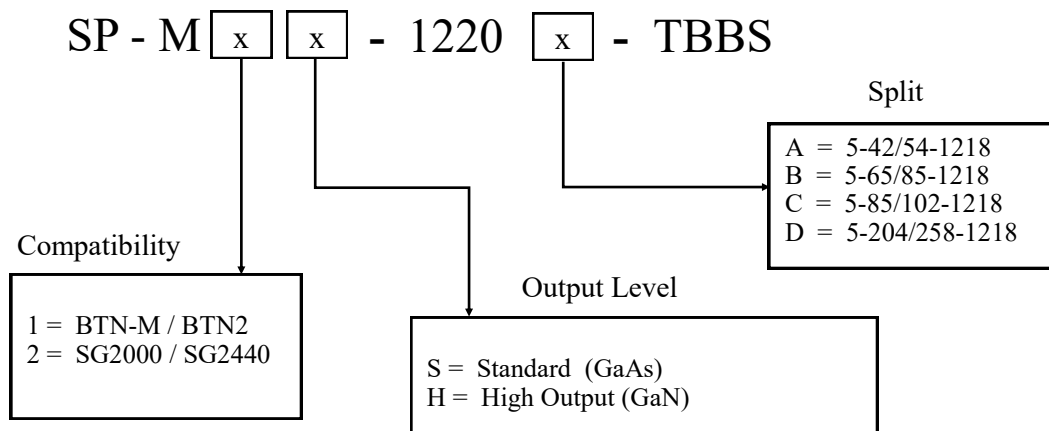 SP - M x x - 1220 x - TBBS
Split
A = 5-42/54-1218
B = 5-65/85-1218
C = 5-85/102-1218
D = 5-204/258-1218
Compatibility
1 = BTN-M / BTN2
2 = SG2000 / SG2440
Output Level
S = Standard (GaAs)
H = High Output (GaN)